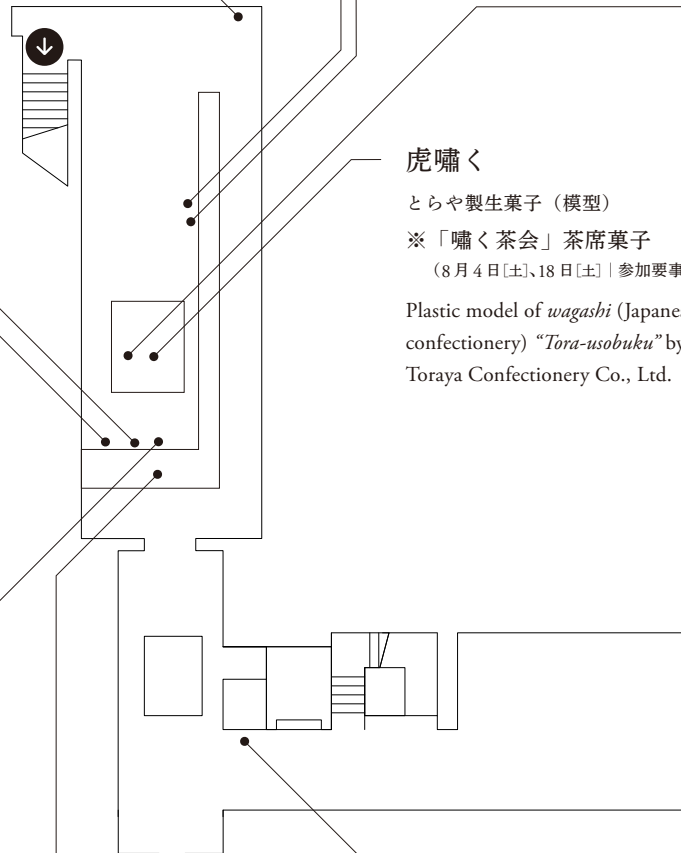 虎嘯く
とらや製生菓子（模型）
※「嘯く茶会」茶席菓子
（8月4日［土］、18日［土］｜参加要事
Plastic model of wagashi (Japane
confectionery) “Tora-usobuku” by
Toraya Confectionery Co., Ltd.